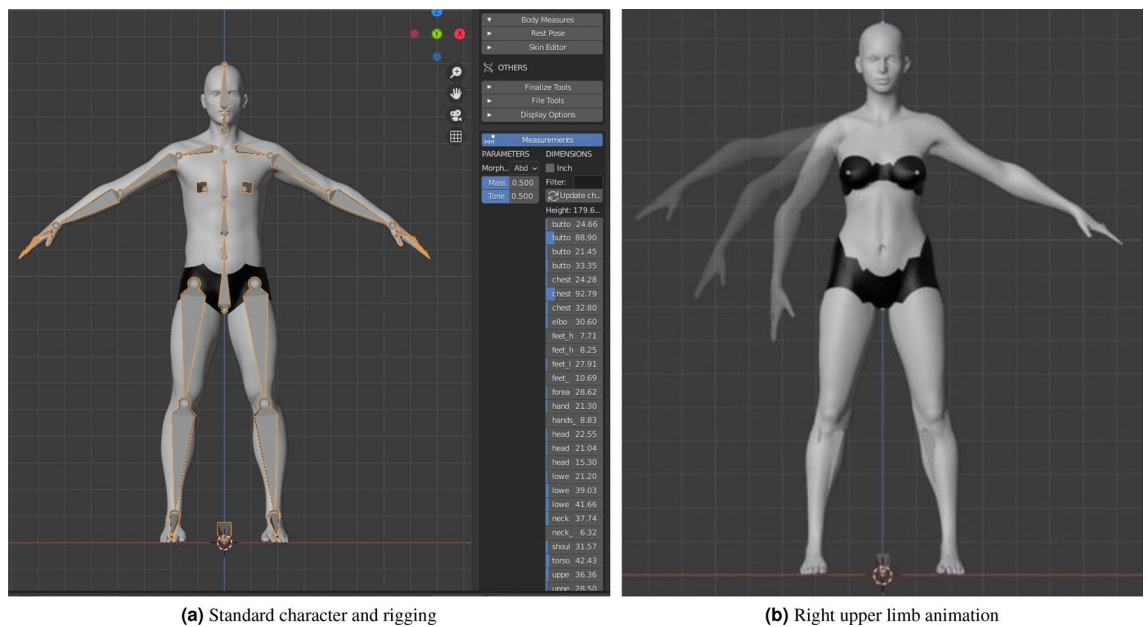 Z
Y
X
Body Measures
Rest Pose
Skin Editor
OTHERS
Finalize Tools
File Tools
Display Options
Measurements
PARAMETERS
DIMENSIONS
Morph.. Abd
Inch
Mass 0.500
Filter:
Tone 0.500
Update ch...
Height: 179.6...
butto 24.66
butto 88.90
butto 21.45
butto 33.35
chest 24.28
chest 92.79
chest 32.80
elbo 30.60
feet_h 7.71
feet_h 8.25
feet_l 27.91
feet_ 10.69
forea 28.62
hand 21.30
hands_ 8.83
head 22.55
head 21.04
head 15.30
lowe 21.20
lowe 39.03
lowe 41.66
neck 37.74
neck_ 6.32
shoul 31.57
torso 42.43
uppe 36.36
uppe 28.50
(a) Standard character and rigging
(b) Right upper limb animation